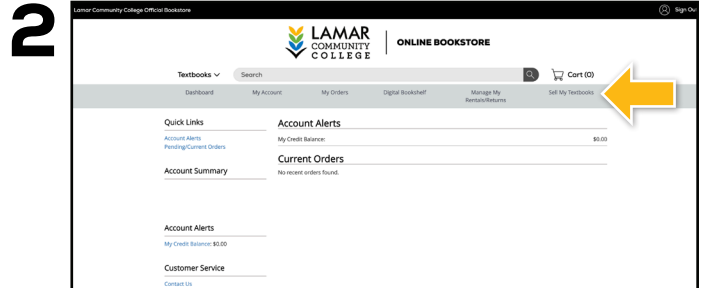 2
Lamar Community College Official Bookstore
Sign Ou
LAMAR
COMMUNITY
COLLEGE
ONLINE BOOKSTORE
Textbooks
Search
Cart (0)
Dashboard
My Account
My Orders
Digital Bookshelf
Manage My
Rentals/Returns
Sell My Textbooks
Quick Links
Account Alerts
Pending/Current Orders
Account Summary
Account Alerts
My Credit Balance: $0.00
Customer Service
Contact Us
Account Alerts
My Credit Balance: $0.00
Current Orders
No recent orders found.